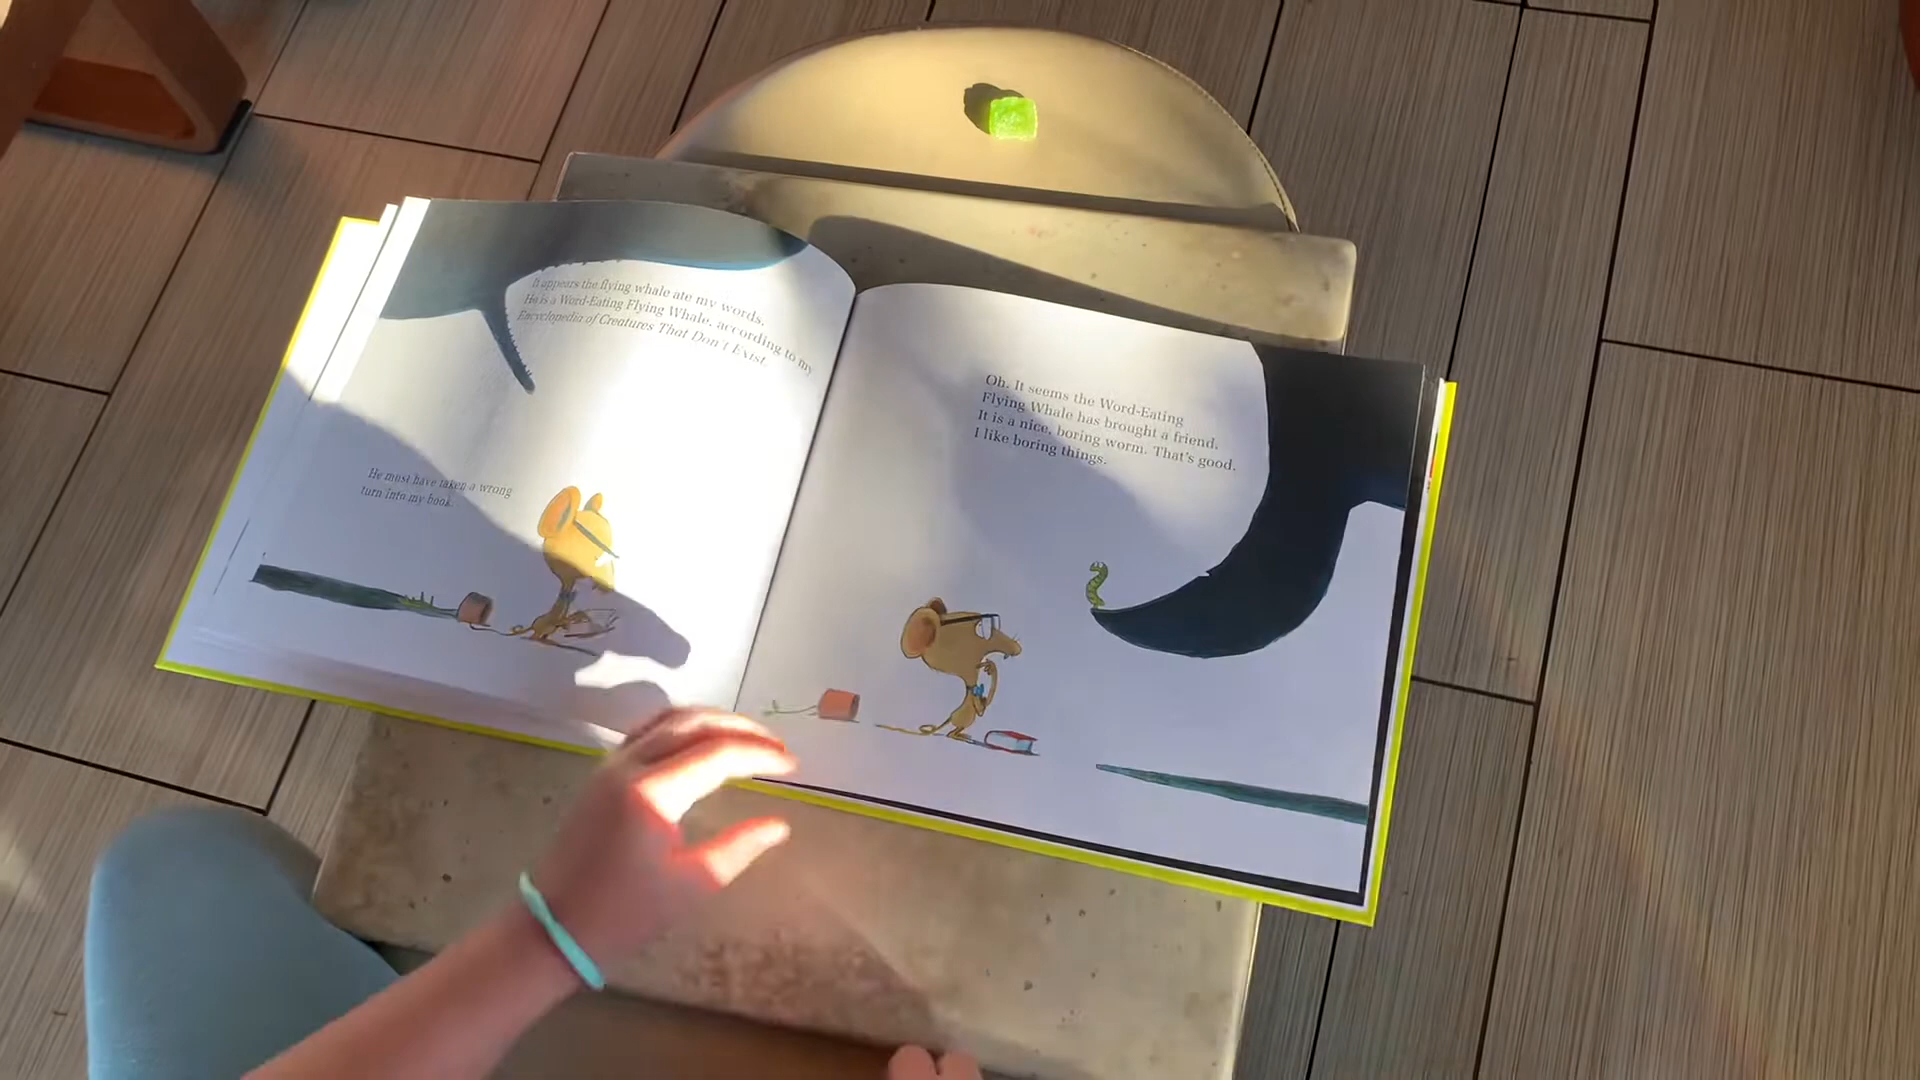 It appears the flying whale ate my words.
He is a Word-Eating Flying Whale, according to my
Encyclopedia of Creatures That Don't Exist.
He must have taken a wrong
turn into my book.
Oh. It seems the Word-Eating
Flying Whale has brought a friend.
It is a nice, boring worm. That's good.
I like boring things.